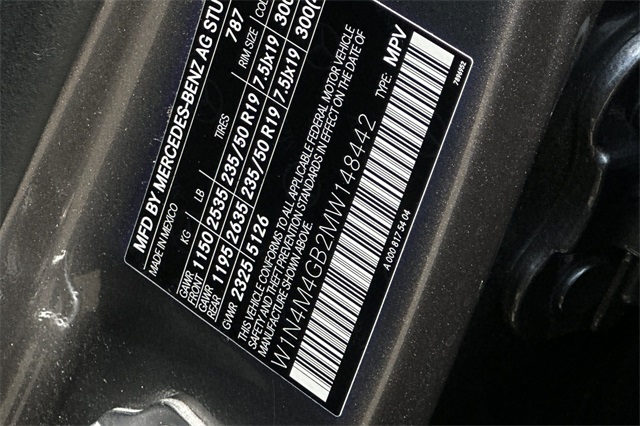 MFD BY MERCEDES-BENZ AG STU
787
MADE IN MEXICO
KG LB TIRES RIM SIZE
GAWR FRONT 1150 2535 235/50 R19 7.5Jx19 300
GAWR REAR 1195 2635 235/50 R19 7.5Jx19 300
GVWR 2325 5126
THIS VEHICLE CONFORMS TO ALL APPLICABLE FEDERAL MOTOR VEHICLE
SAFETY AND THEFT PREVENTION STANDARDS IN EFFECT ON THE DATE OF
MANUFACTURE SHOWN ABOVE.
W1N4M4GB2MW148442 TYPE: MPV
A 000 817 54 04